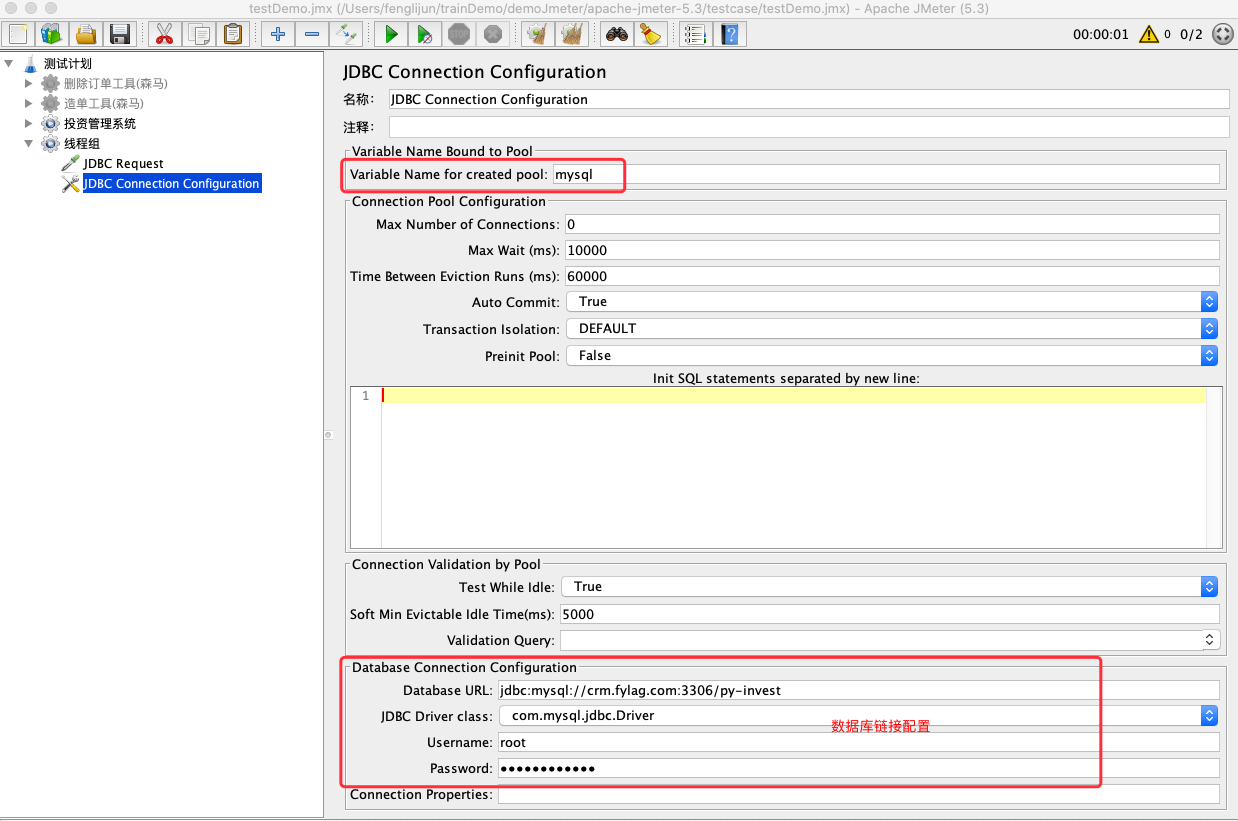 testDemo.jmx (/Users/fenglijun/trainDemo/demoJmeter/apache-jmeter-5.3/testcase/testDemo.jmx) - Apache JMeter (5.3)
STOP
00:00:01 0 0/2
测试计划
删除订单工具(森马)
造单工具(森马)
投资管理系统
线程组
JDBC Request
JDBC Connection Configuration
JDBC Connection Configuration
名称: JDBC Connection Configuration
注释:
Variable Name Bound to Pool
Variable Name for created pool: mysql
Connection Pool Configuration
Max Number of Connections: 0
Max Wait (ms): 10000
Time Between Eviction Runs (ms): 60000
Auto Commit: True
Transaction Isolation: DEFAULT
Preinit Pool: False
Init SQL statements separated by new line:
1
Connection Validation by Pool
Test While Idle: True
Soft Min Evictable Idle Time(ms): 5000
Validation Query:
Database Connection Configuration
Database URL: jdbc:mysql://crm.fylag.com:3306/py-invest
JDBC Driver class: com.mysql.jdbc.Driver
数据库链接配置
Username: root
Password: ••••••••••••
Connection Properties: